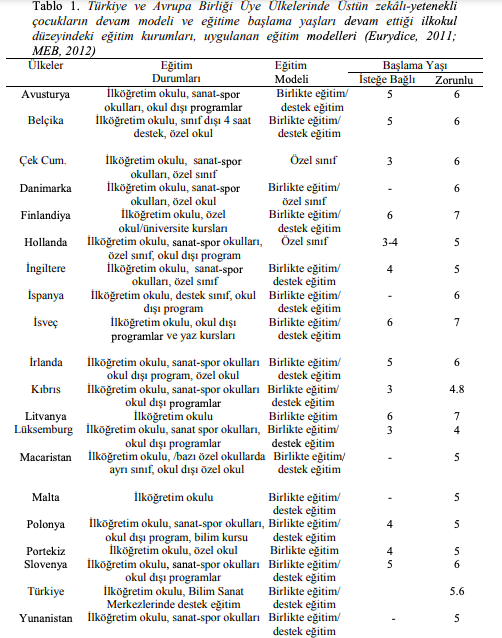 Tablo 1. Türkiye ve Avrupa Birliği Üye Ülkelerinde Üstün zekâlı-yetenekli
çocukların devam modeli ve eğitime başlama yaşları devam ettiği ilkokul
düzeyindeki eğitim kurumları, uygulanan eğitim modelleri (Eurydice, 2011;
MEB, 2012)
Ülkeler Eğitim Eğitim Başlama Yaşı
Durumları Modeli İsteğe Bağlı Zorunlu
Avusturya İlköğretim okulu, sanat-spor Birlikte eğitim/ 5 6
okulları, okul dışı programlar destek eğitim
Belçika İlköğretim okulu, sınıf dışı 4 saat Birlikte eğitim/ 5 6
destek, özel okul destek eğitim
Çek Cum. İlköğretim okulu, sanat-spor Özel sınıf 3 6
okulları, özel sınıf
Danimarka İlköğretim okulu, sanat-spor Birlikte eğitim/ - 6
okulları, özel okul özel sınıf
Finlandiya İlköğretim okulu, özel Birlikte eğitim/ 6 7
okul/üniversite kursları destek eğitim
Hollanda İlköğretim okulu, sanat-spor okulları, Özel sınıf 3-4 5
özel sınıf, okul dışı program
İngiltere İlköğretim okulu, sanat-spor Birlikte eğitim/ 4 5
okulları, özel sınıf destek eğitim
İspanya İlköğretim okulu, destek sınıf, okul Birlikte eğitim/ - 6
dışı program destek eğitim
İsveç İlköğretim okulu, okul dışı Birlikte eğitim/ 6 7
programlar ve yaz kursları destek eğitim
İrlanda İlköğretim okulu, sanat-spor okulları Birlikte eğitim/ 5 6
okul dışı program, özel okul destek eğitim
Kıbrıs İlköğretim okulu, sanat-spor okulları Birlikte eğitim/ 3 4.8
okul dışı programlar destek eğitim
Litvanya İlköğretim okulu Birlikte eğitim 6 7
Lüksemburg İlköğretim okulu, sanat spor okulları, Birlikte eğitim/ 3 4
okul dışı programlar destek eğitim
Macaristan İlköğretim okulu, /bazı özel okullarda Birlikte eğitim/ - 5
ayrı sınıf, okul dışı özel okul destek eğitim
Malta İlköğretim okulu Birlikte eğitim/ - 5
destek eğitim
Polonya İlköğretim okulu, sanat-spor okulları, Birlikte eğitim/ 4 5
okul dışı program, bilim kursu destek eğitim
Portekiz İlköğretim okulu, özel okul Birlikte eğitim 4 5
Slovenya İlköğretim okulu, sanat-spor okulları Birlikte eğitim/ 5 6
okul dışı programlar destek eğitim
Türkiye İlköğretim okulu, Bilim Sanat Birlikte eğitim/ 5.6
Merkezlerinde destek eğitim destek eğitim
Yunanistan İlköğretim okulu, sanat-spor okulları Birlikte eğitim/ - 5
destek eğitim